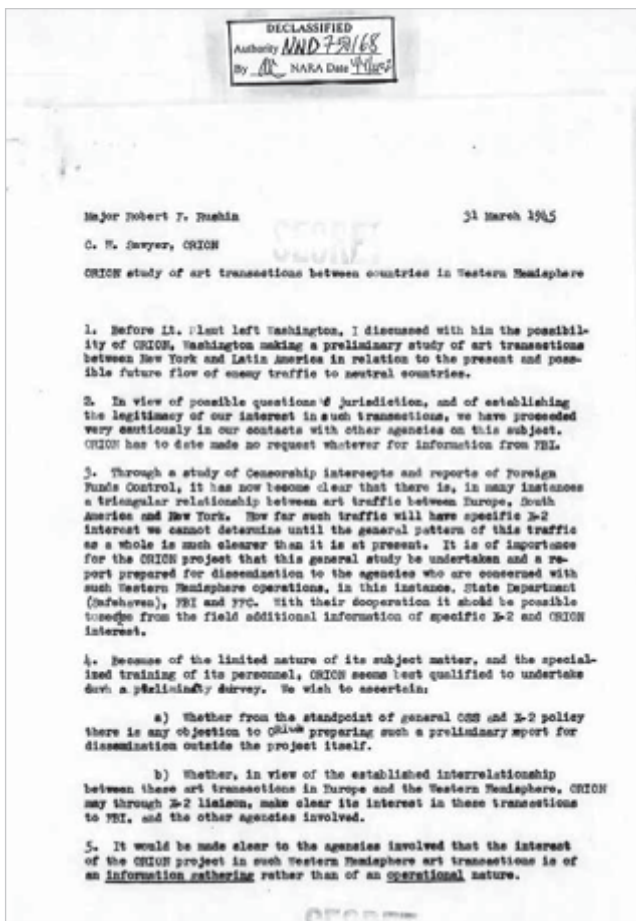 DECLASSIFIED
Authority NND 750168
By NARA Date
Major Robert F. Rushin 31 March 1945
SECRET
C. H. Sawyer, ORION
ORION study of art transactions between countries in Western Hemisphere
1. Before Lt. Plaut left Washington, I discussed with him the possibil-
ity of ORION, Washington making a preliminary study of art transactions
between New York and Latin America in relation to the present and poss-
ible future flow of enemy traffic to neutral countries.
2. In view of possible questions of jurisdiction, and of establishing
the legitimacy of our interest in such transactions, we have proceeded
very cautiously in our contacts with other agencies on this subject.
ORION has to date made no request whatever for information from FBI.
3. Through a study of Censorship intercepts and reports of Foreign
Funds Control, it has now become clear that there is, in many instances
a triangular relationship between art traffic between Europe, South
America and New York. How far such traffic will have specific X-2
interest we cannot determine until the general pattern of this traffic
as a whole is much clearer than it is at present. It is of importance
for the ORION project that this general study be undertaken and a re-
port prepared for dissemination to the agencies who are concerned with
such Western Hemisphere operations, in this instance, State Department
(Safehaven), FBI and FFC. With their cooperation it should be possible
from the field additional information of specific X-2 and ORION
interest.
4. Because of the limited nature of its subject matter, and the special-
ized training of its personnel, ORION seems best qualified to undertake
such a preliminary survey. We wish to ascertain:
a) Whether from the standpoint of general OSS and X-2 policy
there is any objection to ORION preparing such a preliminary report for
dissemination outside the project itself.
b) Whether, in view of the established interrelationship
between these art transactions in Europe and the Western Hemisphere, ORION
may through X-2 liaison, make clear its interest in these transactions
to FBI, and the other agencies involved.
5. It would be made clear to the agencies involved that the interest
of the ORION project in such Western Hemisphere art transactions is of
an information gathering rather than of an operational nature.
SECRET